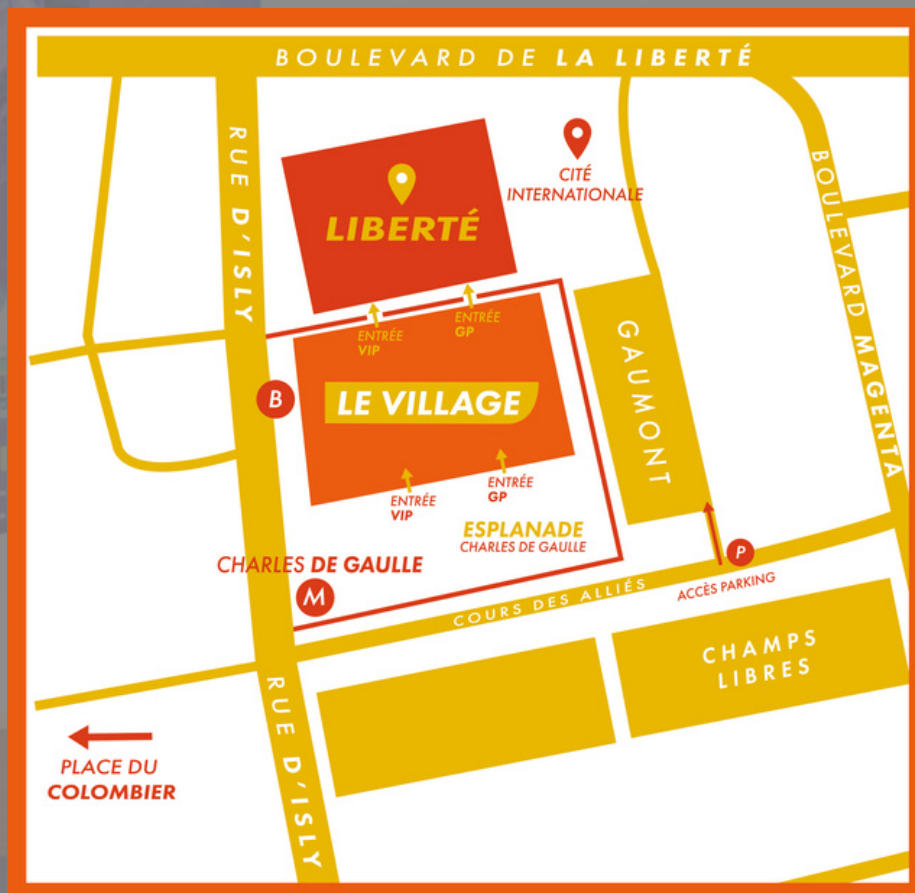 BOULEVARD DE LA LIBERTÉ
RUE D'ISLY
BOULEVARD MAGENTA
CITÉ
INTERNATIONALE
LIBERTÉ
ENTRÉE
VIP
ENTRÉE
GP
GAUMONT
B
LE VILLAGE
ENTRÉE
VIP
ENTRÉE
GP
ESPLANADE
CHARLES DE GAULLE
CHARLES DE GAULLE
M
P
ACCÈS PARKING
COURS DES ALLIÉS
CHAMPS
LIBRES
RUE D'ISLY
PLACE DU
COLOMBIER